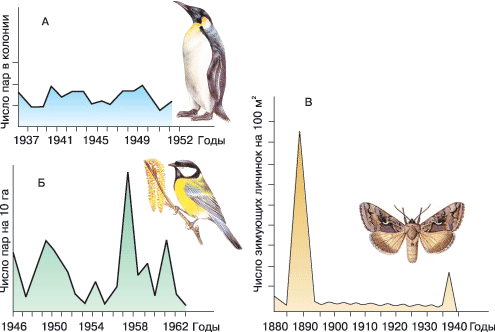 А
Число пар в колонии
1937 1941 1945 1949 1952 Годы
Б
Число пар на 10 га
1946 1950 1954 1958 1962 Годы
В
Число зимующих личинок на 100 м²
1880 1890 1900 1910 1920 1930 1940 Годы